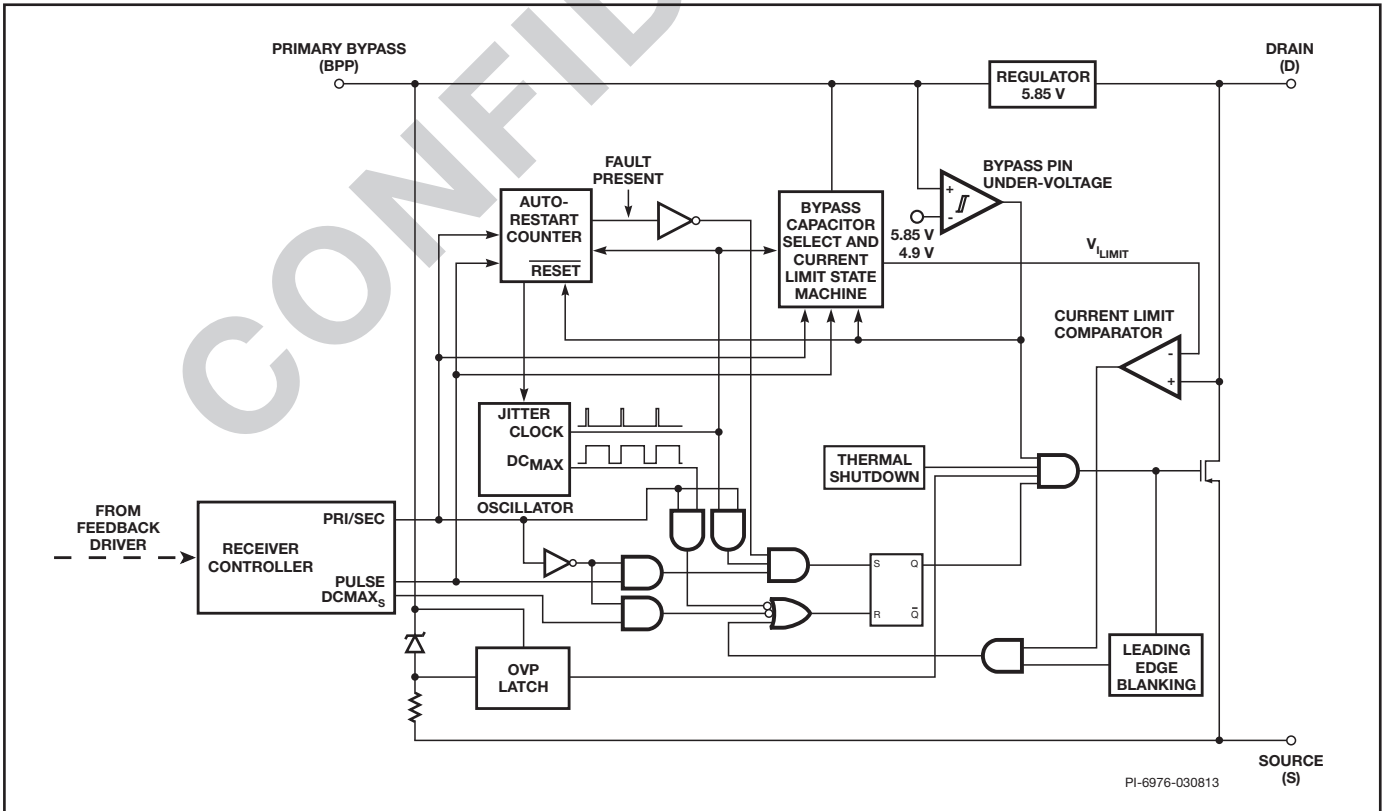 CONFID
PRIMARY BYPASS
(BPP)
DRAIN
(D)
REGULATOR
5.85 V
FAULT
PRESENT
BYPASS PIN
UNDER-VOLTAGE
AUTO-
RESTART
COUNTER
RESET
BYPASS
CAPACITOR
SELECT AND
CURRENT
LIMIT STATE
MACHINE
+
-
5.85 V
4.9 V
VILIMIT
CURRENT LIMIT
COMPARATOR
-
+
JITTER
CLOCK
DCMAX
OSCILLATOR
THERMAL
SHUTDOWN
FROM
FEEDBACK
DRIVER
RECEIVER
CONTROLLER
PRI/SEC
PULSE
DCMAXS
S Q
R Q̅
OVP
LATCH
LEADING
EDGE
BLANKING
SOURCE
(S)
PI-6976-030813